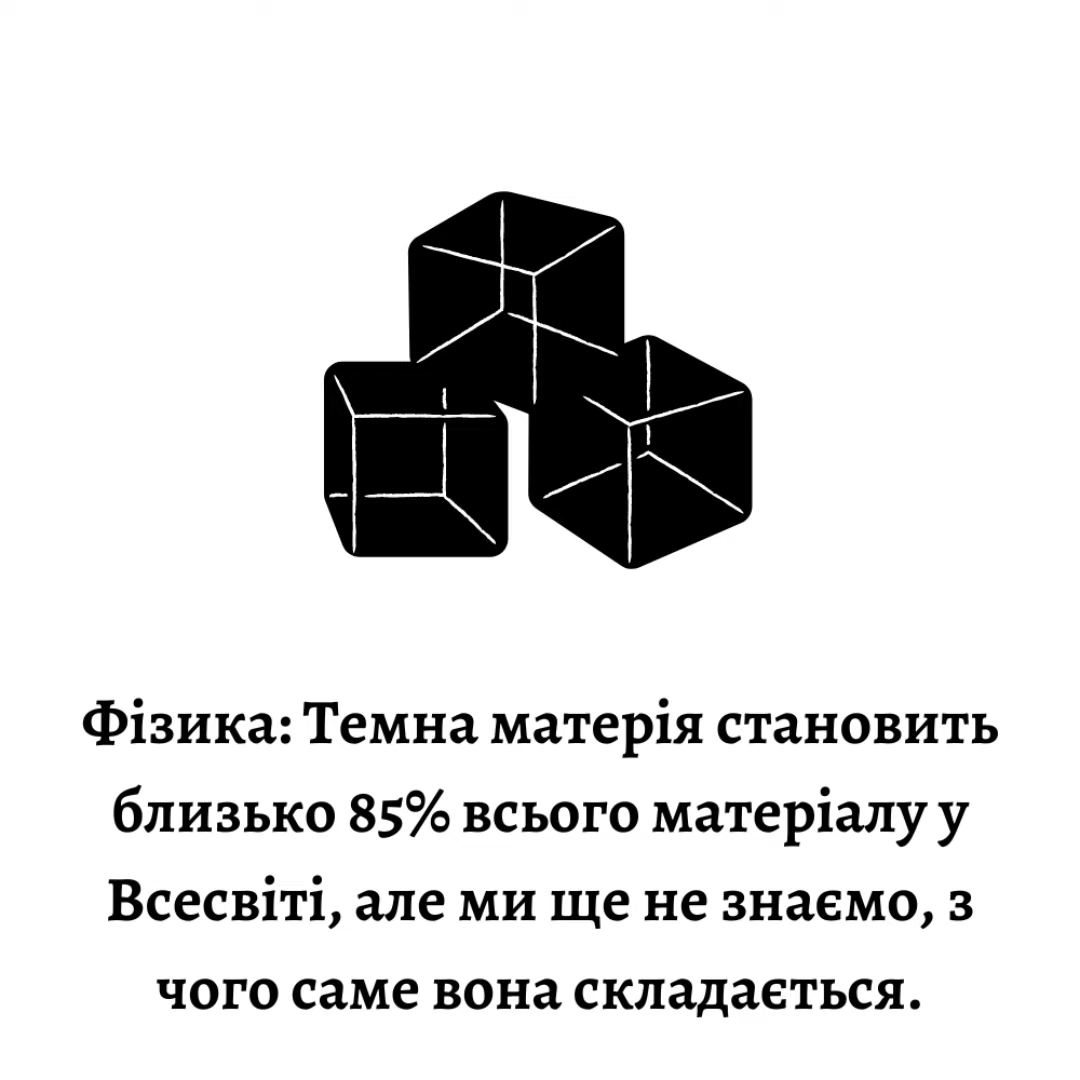 Фізика: Темна матерія становить
близько 85% всього матеріалу у
Всесвіті, але ми ще не знаємо, з
чого саме вона складається.